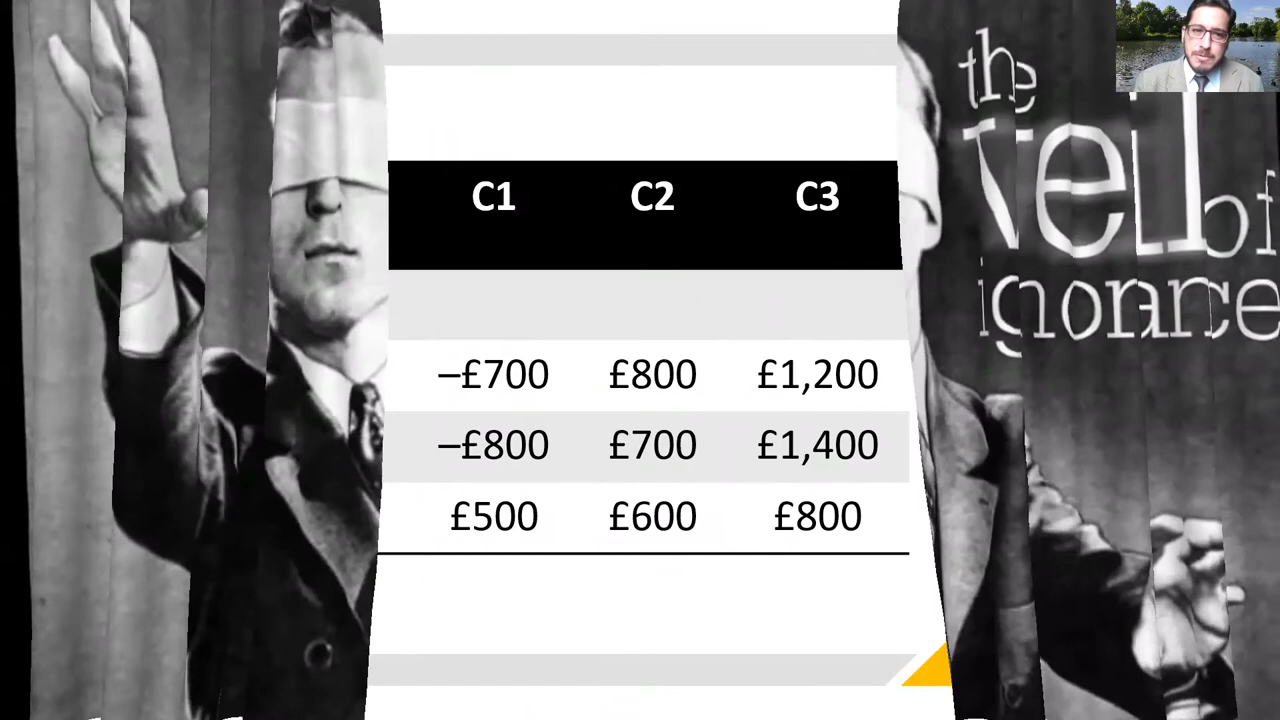 the
veil of
ignorance
C1 C2 C3
–£700 £800 £1,200
–£800 £700 £1,400
£500 £600 £800